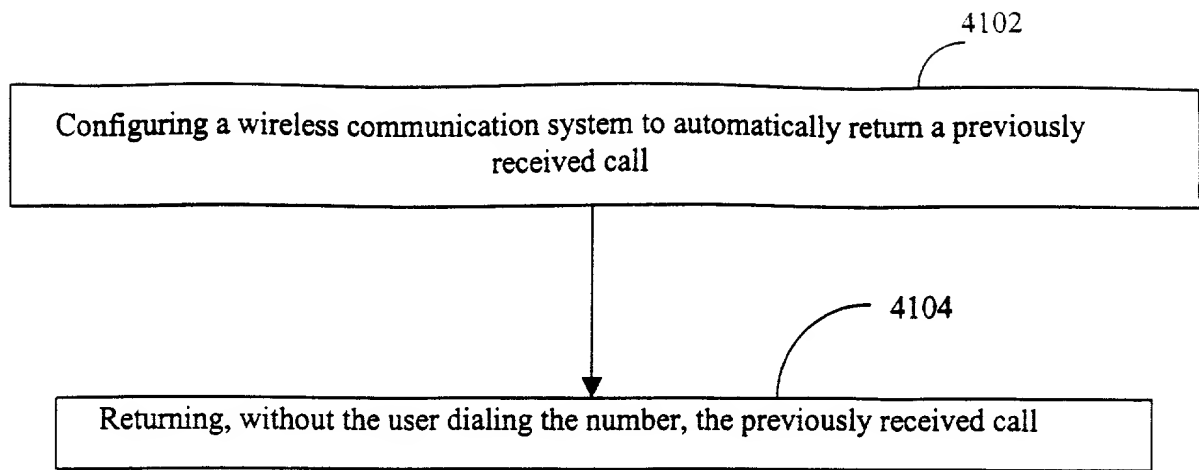 4102
Configuring a wireless communication system to automatically return a previously
received call
4104
Returning, without the user dialing the number, the previously received call